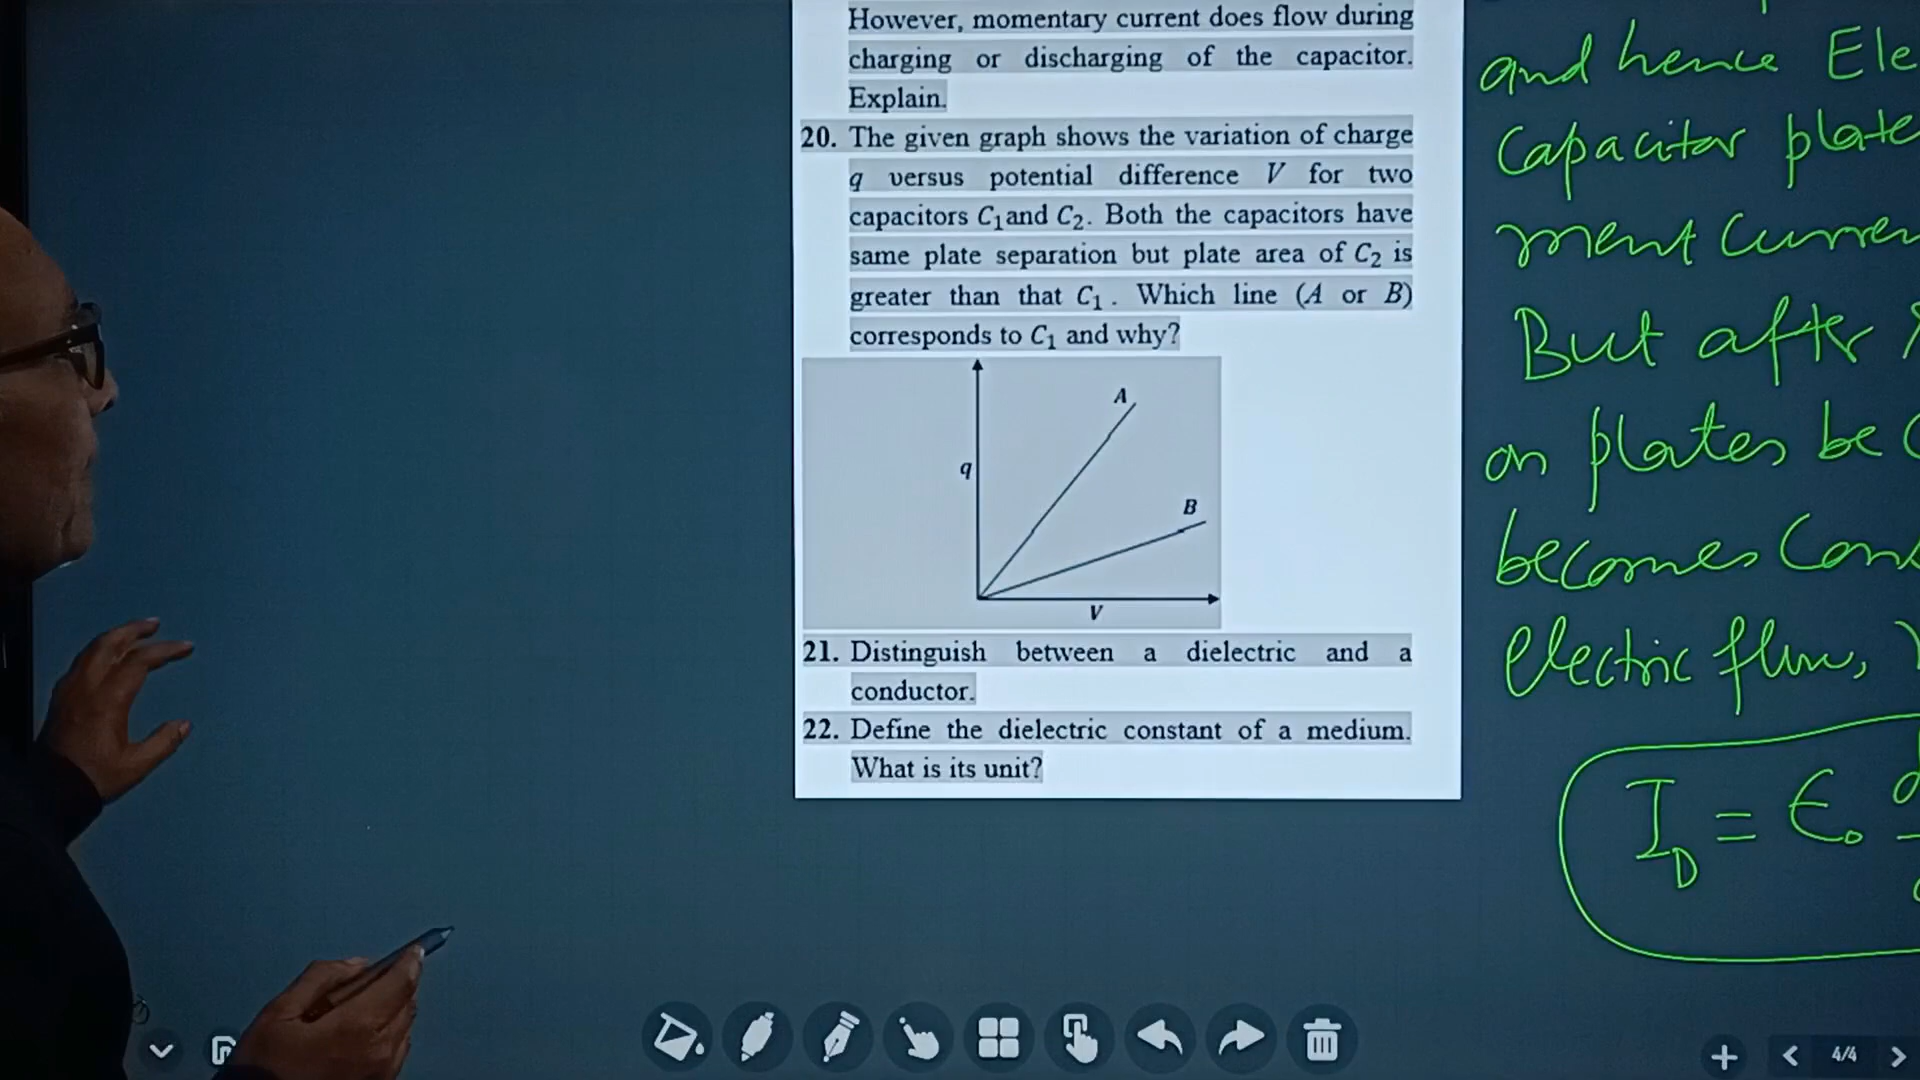 However, momentary current does flow during
charging or discharging of the capacitor.
Explain.
20. The given graph shows the variation of charge
q versus potential difference V for two
capacitors C₁and C₂. Both the capacitors have
same plate separation but plate area of C₂ is
greater than that C₁ . Which line (A or B)
corresponds to C₁ and why?
A
q
B
V
21. Distinguish between a dielectric and a
conductor.
22. Define the dielectric constant of a medium.
What is its unit?
and hence Ele
Capacitor plate
ment Curren
But after
on plates be
becomes Cons
electric flux,
I_D = ε₀ d
4/4